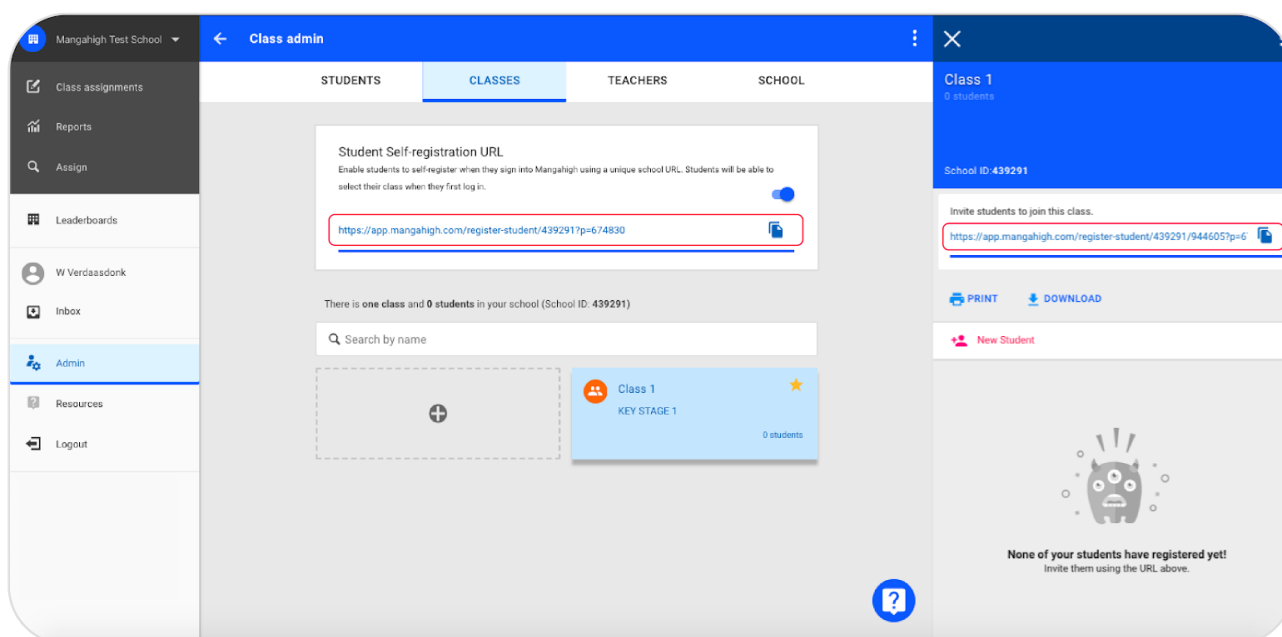 Mangahigh Test School
Class assignments
Reports
Assign
Leaderboards
W Verdaasdonk
Inbox
Admin
Resources
Logout
Class admin
STUDENTS CLASSES TEACHERS SCHOOL
Student Self-registration URL
Enable students to self-register when they sign into Mangahigh using a unique school URL. Students will be able to
select their class when they first log in.
https://app.mangahigh.com/register-student/439291?p=674830
There is one class and 0 students in your school (School ID: 439291)
Search by name
Class 1
KEY STAGE 1
0 students
?
Class 1
0 students
School ID:439291
Invite students to join this class.
https://app.mangahigh.com/register-student/439291/944605?p=6
PRINT DOWNLOAD
New Student
None of your students have registered yet!
Invite them using the URL above.